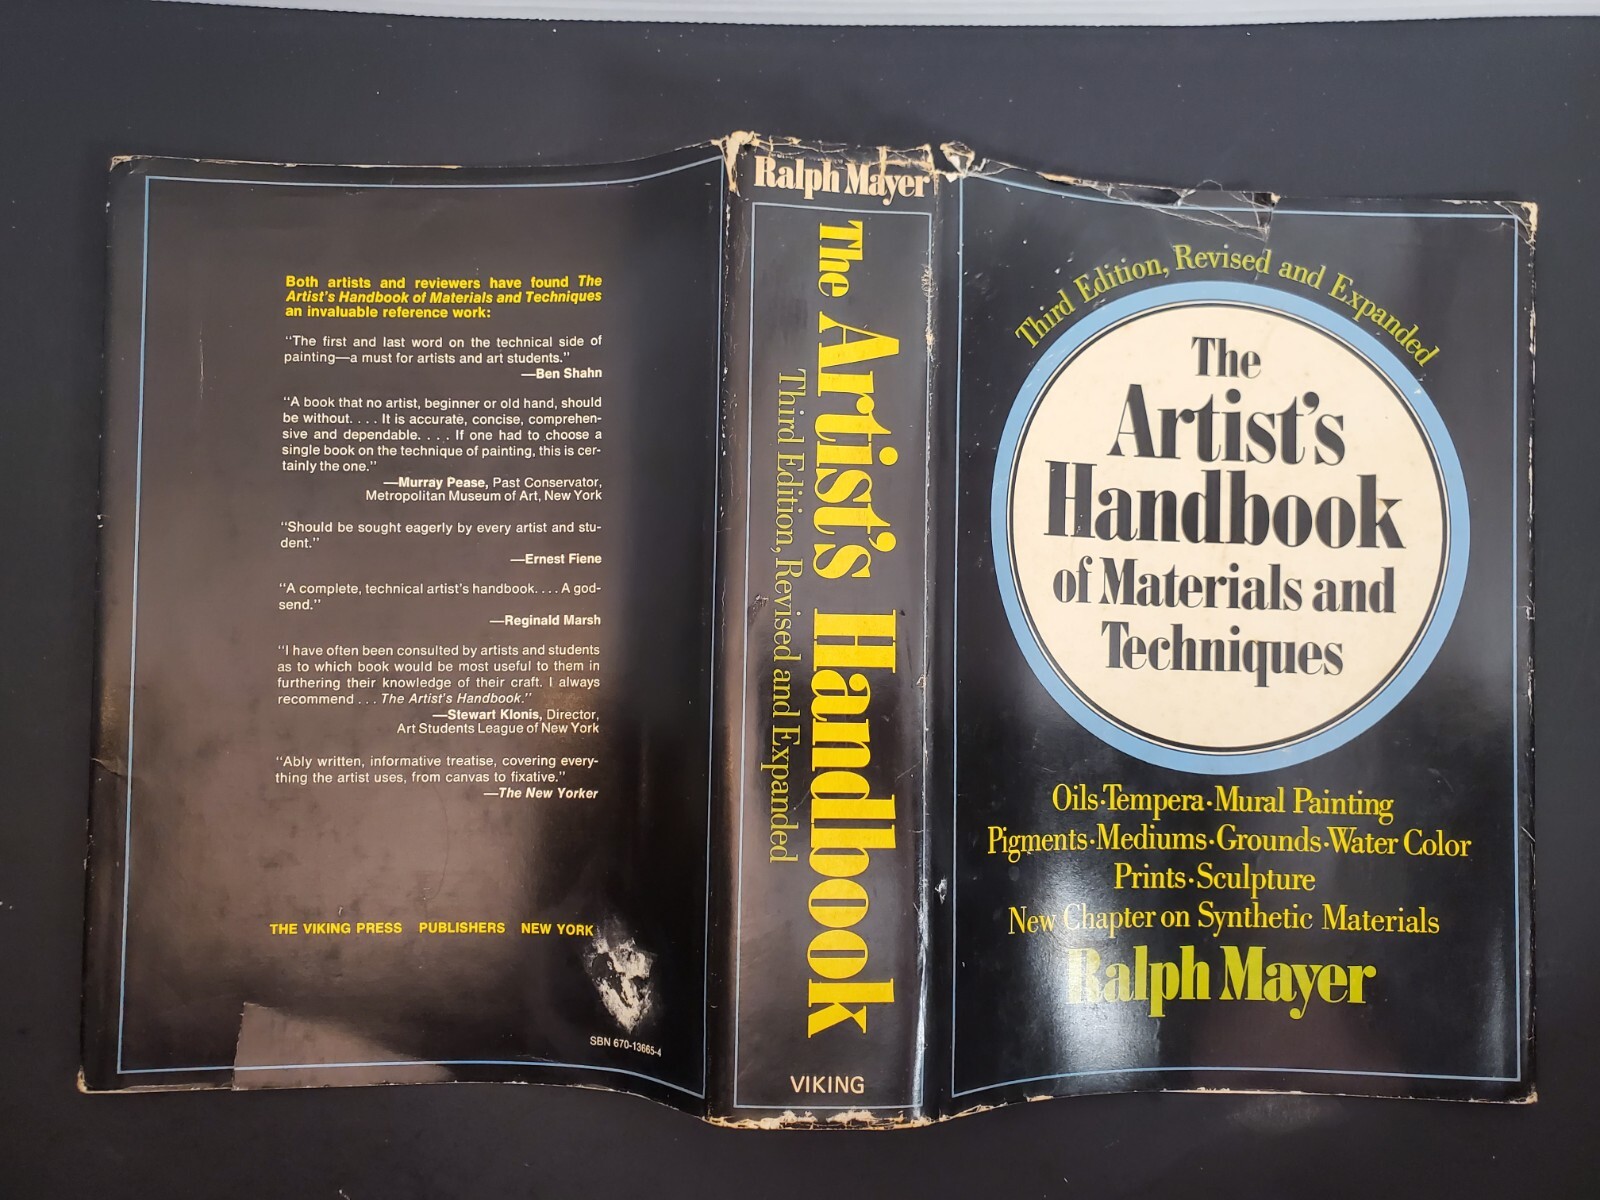 Both artists and reviewers have found The
Artist's Handbook of Materials and Techniques
an invaluable reference work:
"The first and last word on the technical side of
painting—a must for artists and art students."
—Ben Shahn
"A book that no artist, beginner or old hand, should
be without. . . . It is accurate, concise, comprehen-
sive and dependable. . . . If one had to choose a
single book on the technique of painting, this is cer-
tainly the one."
—Murray Pease, Past Conservator,
Metropolitan Museum of Art, New York
"Should be sought eagerly by every artist and stu-
dent."
—Ernest Fiene
"A complete, technical artist's handbook. . . . A god-
send."
—Reginald Marsh
"I have often been consulted by artists and students
as to which book would be most useful to them in
furthering their knowledge of their craft. I always
recommend . . . The Artist's Handbook."
—Stewart Klonis, Director,
Art Students League of New York
"Ably written, informative treatise, covering every-
thing the artist uses, from canvas to fixative."
—The New Yorker
THE VIKING PRESS PUBLISHERS NEW YORK
SBN 670-13665-4
Ralph Mayer
The Artist's Handbook
Third Edition, Revised and Expanded
VIKING
Third Edition, Revised and Expanded
The
Artist's
Handbook
of Materials and
Techniques
Oils·Tempera·Mural Painting
Pigments·Mediums·Grounds·Water Color
Prints·Sculpture
New Chapter on Synthetic Materials
Ralph Mayer